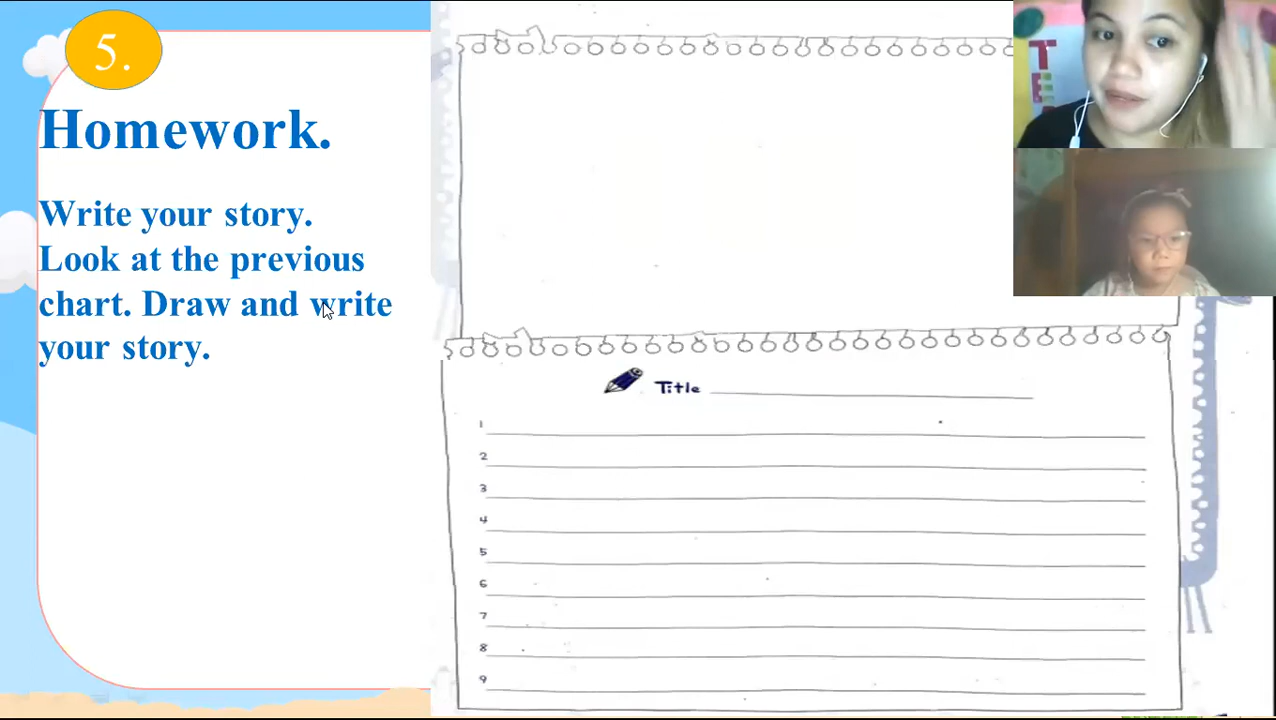 5.
Homework.
Write your story.
Look at the previous
chart. Draw and write
your story.
Title
1
2
3
4
5
6
7
8
9
T
E